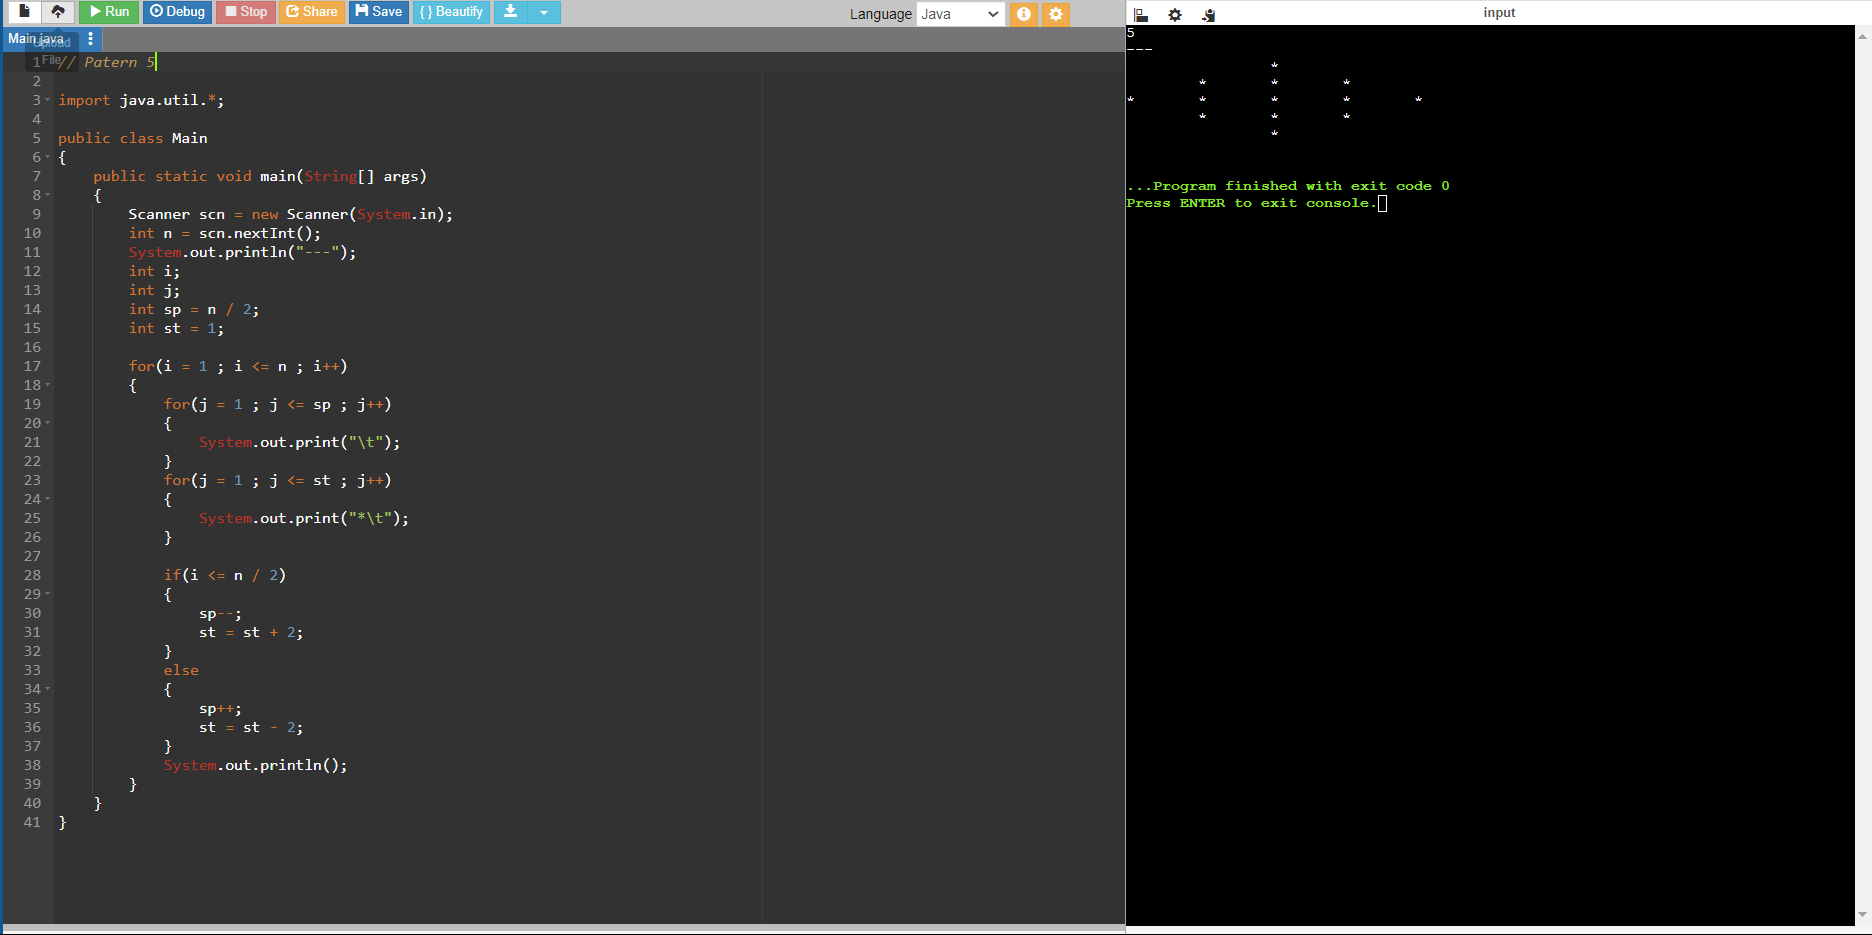 Run Debug Stop Share Save { } Beautify
Language Java
Main.java
Upload
File
1 // Patern 5
2
3 import java.util.*;
4
5 public class Main
6 {
7     public static void main(String[] args)
8     {
9         Scanner scn = new Scanner(System.in);
10         int n = scn.nextInt();
11         System.out.println("---");
12         int i;
13         int j;
14         int sp = n / 2;
15         int st = 1;
16
17         for(i = 1 ; i <= n ; i++)
18         {
19             for(j = 1 ; j <= sp ; j++)
20             {
21                 System.out.print("\t");
22             }
23             for(j = 1 ; j <= st ; j++)
24             {
25                 System.out.print("*\t");
26             }
27
28             if(i <= n / 2)
29             {
30                 sp--;
31                 st = st + 2;
32             }
33             else
34             {
35                 sp++;
36                 st = st - 2;
37             }
38             System.out.println();
39         }
40     }
41 }
input
5
---
                *
        *       *       *
*       *       *       *       *
        *       *       *
                *
...Program finished with exit code 0
Press ENTER to exit console.